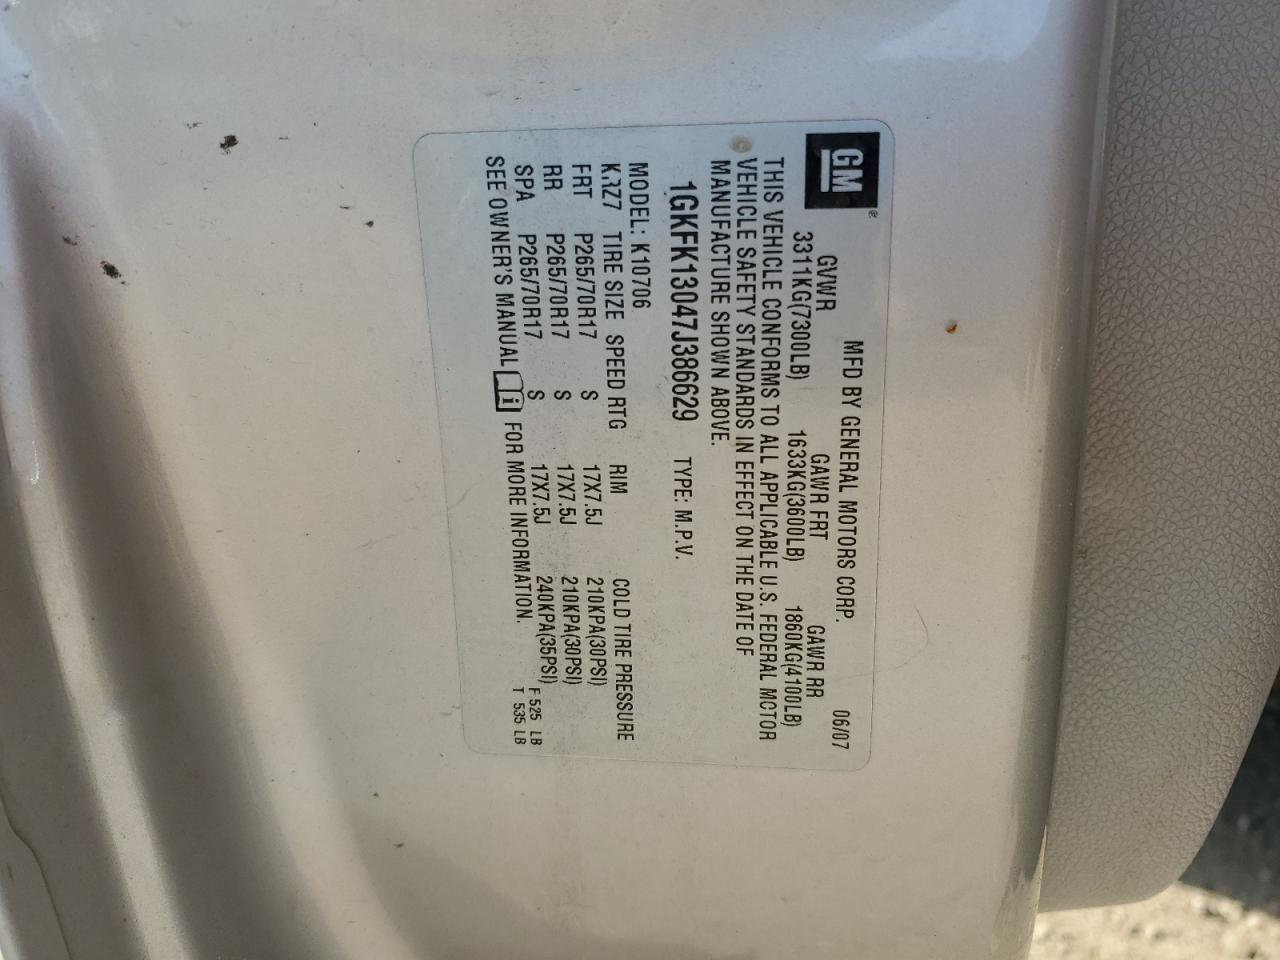 GM® MFD BY GENERAL MOTORS CORP. 06/07
GVWR GAWR FRT GAWR RR
3311KG(7300LB) 1633KG(3600LB) 1860KG(4100LB)
THIS VEHICLE CONFORMS TO ALL APPLICABLE U.S. FEDERAL MOTOR
VEHICLE SAFETY STANDARDS IN EFFECT ON THE DATE OF
MANUFACTURE SHOWN ABOVE.
1GKFK13047J386629 TYPE: M.P.V.
MODEL: K10706
TIRE SIZE SPEED RTG RIM COLD TIRE PRESSURE
FRT P265/70R17 S 17X7.5J 210KPA(30PSI)
RR P265/70R17 S 17X7.5J 210KPA(30PSI)
SPA P265/70R17 S 17X7.5J 240KPA(35PSI) F 525 LB
SEE OWNER'S MANUAL i FOR MORE INFORMATION. T 535 LB